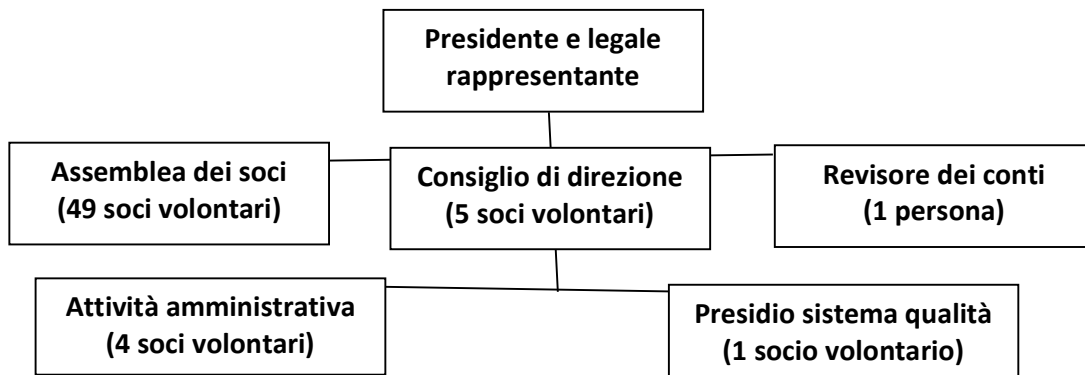 Presidente e legale
rappresentante
Assemblea dei soci
(49 soci volontari)
Consiglio di direzione
(5 soci volontari)
Revisore dei conti
(1 persona)
Attività amministrativa
(4 soci volontari)
Presidio sistema qualità
(1 socio volontario)